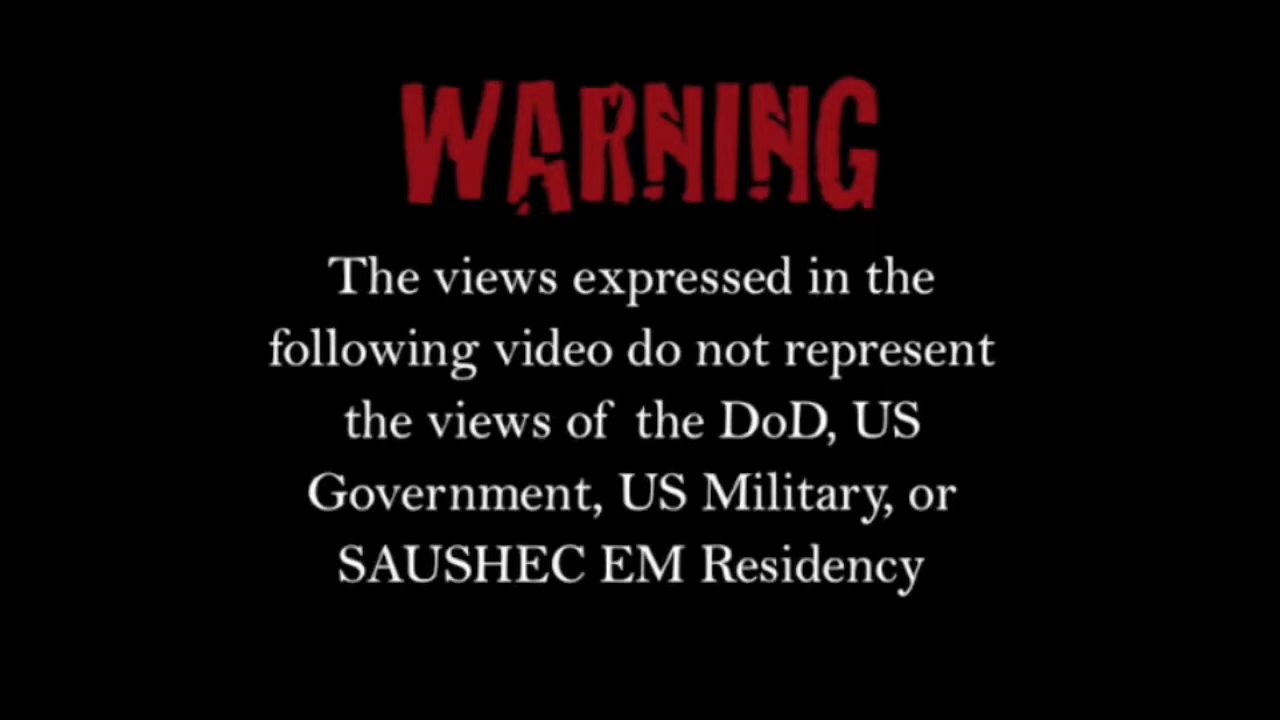 WARNING
The views expressed in the
following video do not represent
the views of the DoD, US
Government, US Military, or
SAUSHEC EM Residency